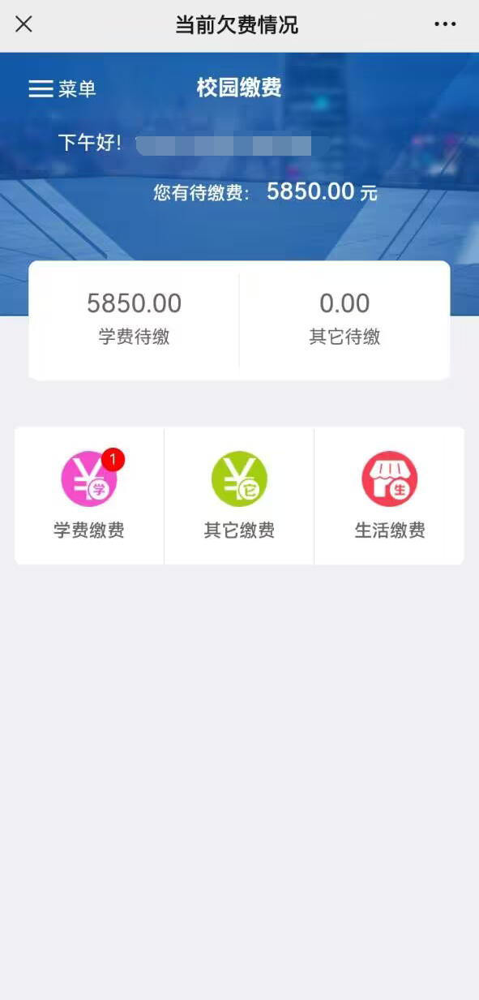 当前欠费情况
菜单
校园缴费
下午好!
您有待缴费: 5850.00 元
5850.00
0.00
学费待缴
其它待缴
1
学
它
生
学费缴费
其它缴费
生活缴费